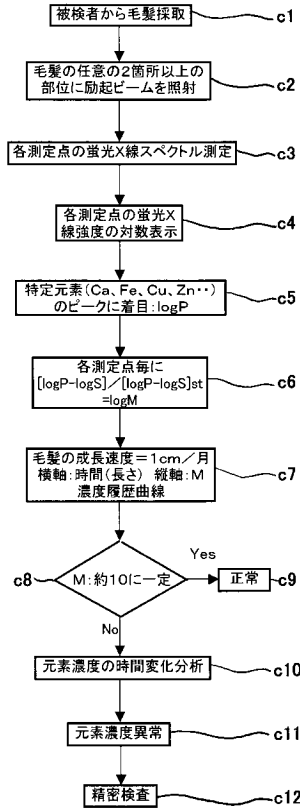 被検者から毛髪採取
c1
毛髪の任意の2箇所以上の
部位に励起ビームを照射
c2
各測定点の蛍光X線スペクトル測定
c3
各測定点の蛍光X
線強度の対数表示
c4
特定元素(Ca、Fe、Cu、Zn‥)
のピークに着目:logP
c5
各測定点毎に
[logP-logS]/[logP-logS]st
=logM
c6
毛髪の成長速度=1cm/月
横軸:時間(長さ) 縦軸:M
濃度履歴曲線
c7
c8
M:約10に一定
Yes
正常
c9
No
元素濃度の時間変化分析
c10
元素濃度異常
c11
精密検査
c12